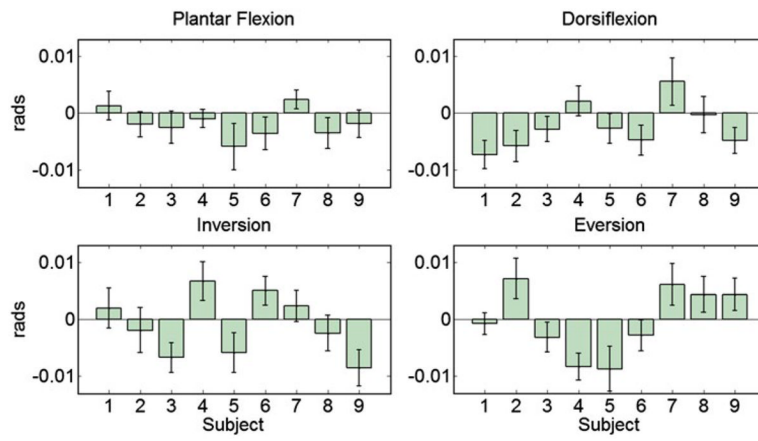 Plantar Flexion
Dorsiflexion
0.01
0
-0.01
rads
1 2 3 4 5 6 7 8 9
0.01
0
-0.01
1 2 3 4 5 6 7 8 9
Inversion
Eversion
0.01
0
-0.01
rads
1 2 3 4 5 6 7 8 9
Subject
0.01
0
-0.01
1 2 3 4 5 6 7 8 9
Subject